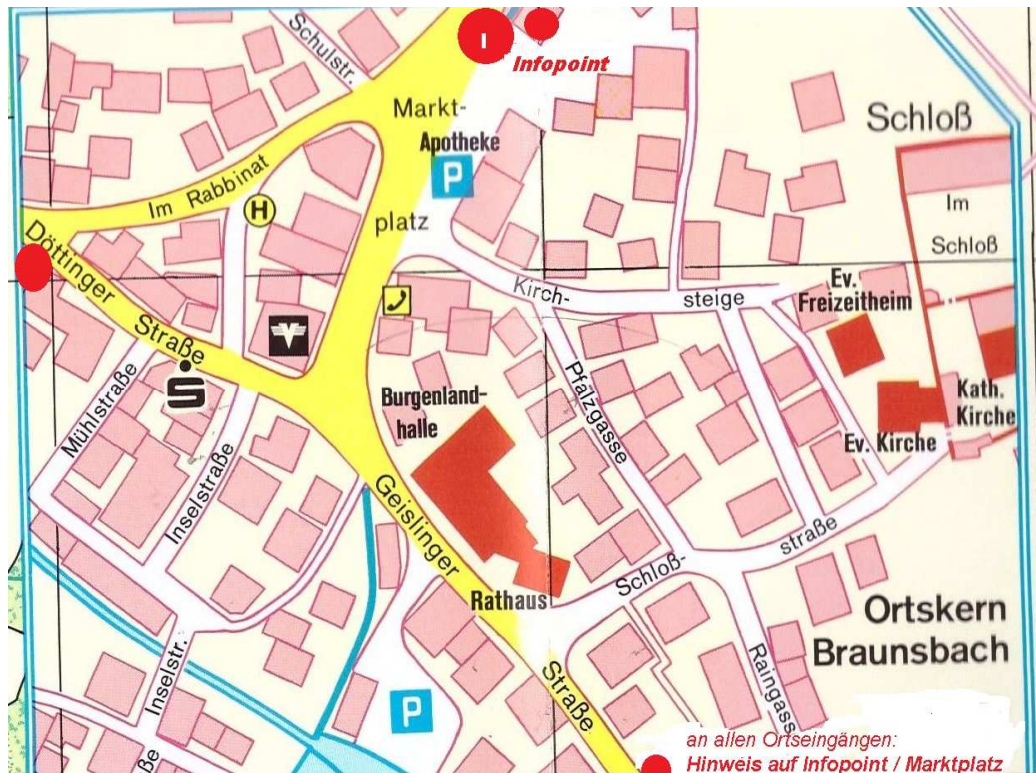 Schulstr.
I
Infopoint
Markt-
Apotheke
P
Schloß
Im Rabbinat
H
platz
Im
Schloß
Döttinger
Straße
Kirch-
steige
Ev.
Freizeitheim
V
S
Mühlstraße
Inselstraße
Burgenland-
halle
Pfalzgasse
Kath.
Kirche
Ev. Kirche
Geislinger
Schloß-
straße
Rathaus
Ortskern
Braunsbach
Inselstr.
P
Straße
Raingass
ße
an allen Ortseingängen:
Hinweis auf Infopoint / Marktplatz